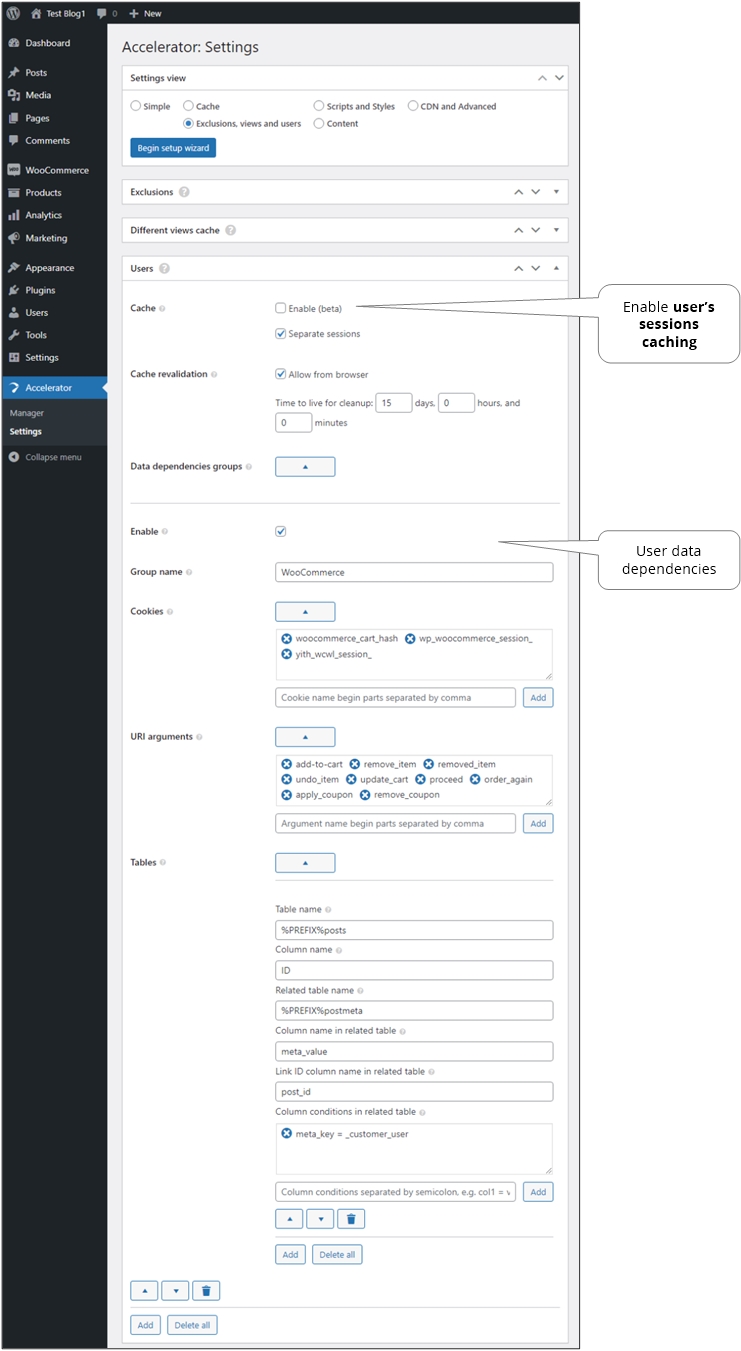 Test Blog1 0 New
Dashboard
Posts
Media
Pages
Comments
WooCommerce
Products
Analytics
Marketing
Appearance
Plugins
Users
Tools
Settings
Accelerator
Manager
Settings
Collapse menu
Accelerator: Settings
Settings view
Simple Cache Scripts and Styles CDN and Advanced
Exclusions, views and users Content
Begin setup wizard
Exclusions
Different views cache
Users
Cache Enable (beta)
Separate sessions
Cache revalidation Allow from browser
Time to live for cleanup: 15 days, 0 hours, and
0 minutes
Data dependencies groups
Enable
Group name WooCommerce
Cookies
woocommerce_cart_hash wp_woocommerce_session_
yith_wcwl_session_
Cookie name begin parts separated by comma Add
URI arguments
add-to-cart remove_item removed_item
undo_item update_cart proceed order_again
apply_coupon remove_coupon
Argument name begin parts separated by comma Add
Tables
Table name
%PREFIX%posts
Column name
ID
Related table name
%PREFIX%postmeta
Column name in related table
meta_value
Link ID column name in related table
post_id
Column conditions in related table
meta_key = _customer_user
Column conditions separated by semicolon, e.g. col1 = v Add
Add Delete all
Add Delete all
Enable user’s
sessions
caching
User data
dependencies